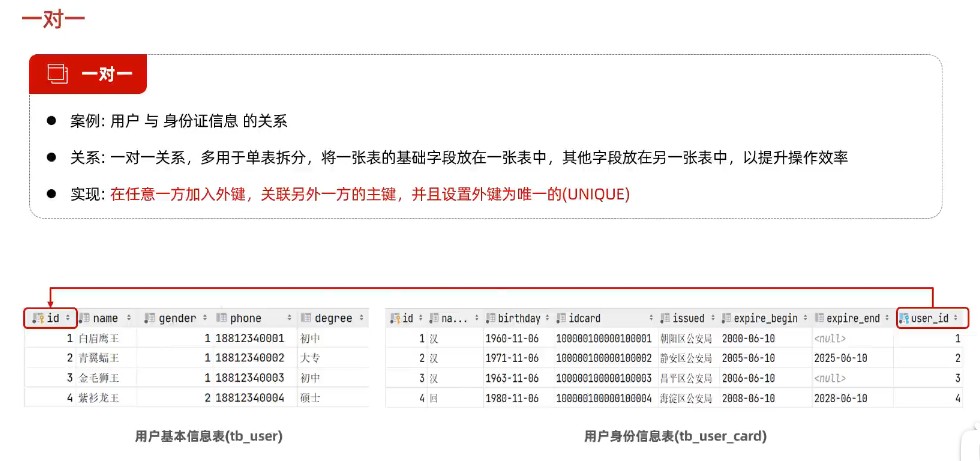 一对一
一对一
案例: 用户 与 身份证信息 的关系
关系: 一对一关系，多用于单表拆分，将一张表的基础字段放在一张表中，其他字段放在另一张表中，以提升操作效率
实现: 在任意一方加入外键，关联另外一方的主键，并且设置外键为唯一的(UNIQUE)
id name gender phone degree
1 白眉鹰王 1 18812340001 初中
2 青翼蝠王 1 18812340002 大专
3 金毛狮王 1 18812340003 初中
4 紫衫龙王 2 18812340004 硕士
用户基本信息表(tb_user)
id na... birthday idcard issued expire_begin expire_end user_id
1 汉 1960-11-06 100000100000100001 朝阳区公安局 2000-06-10 <null> 1
2 汉 1971-11-06 100000100000100002 静安区公安局 2005-06-10 2025-06-10 2
3 汉 1963-11-06 100000100000100003 昌平区公安局 2006-06-10 <null> 3
4 回 1980-11-06 100000100000100004 海淀区公安局 2008-06-10 2028-06-10 4
用户身份信息表(tb_user_card)